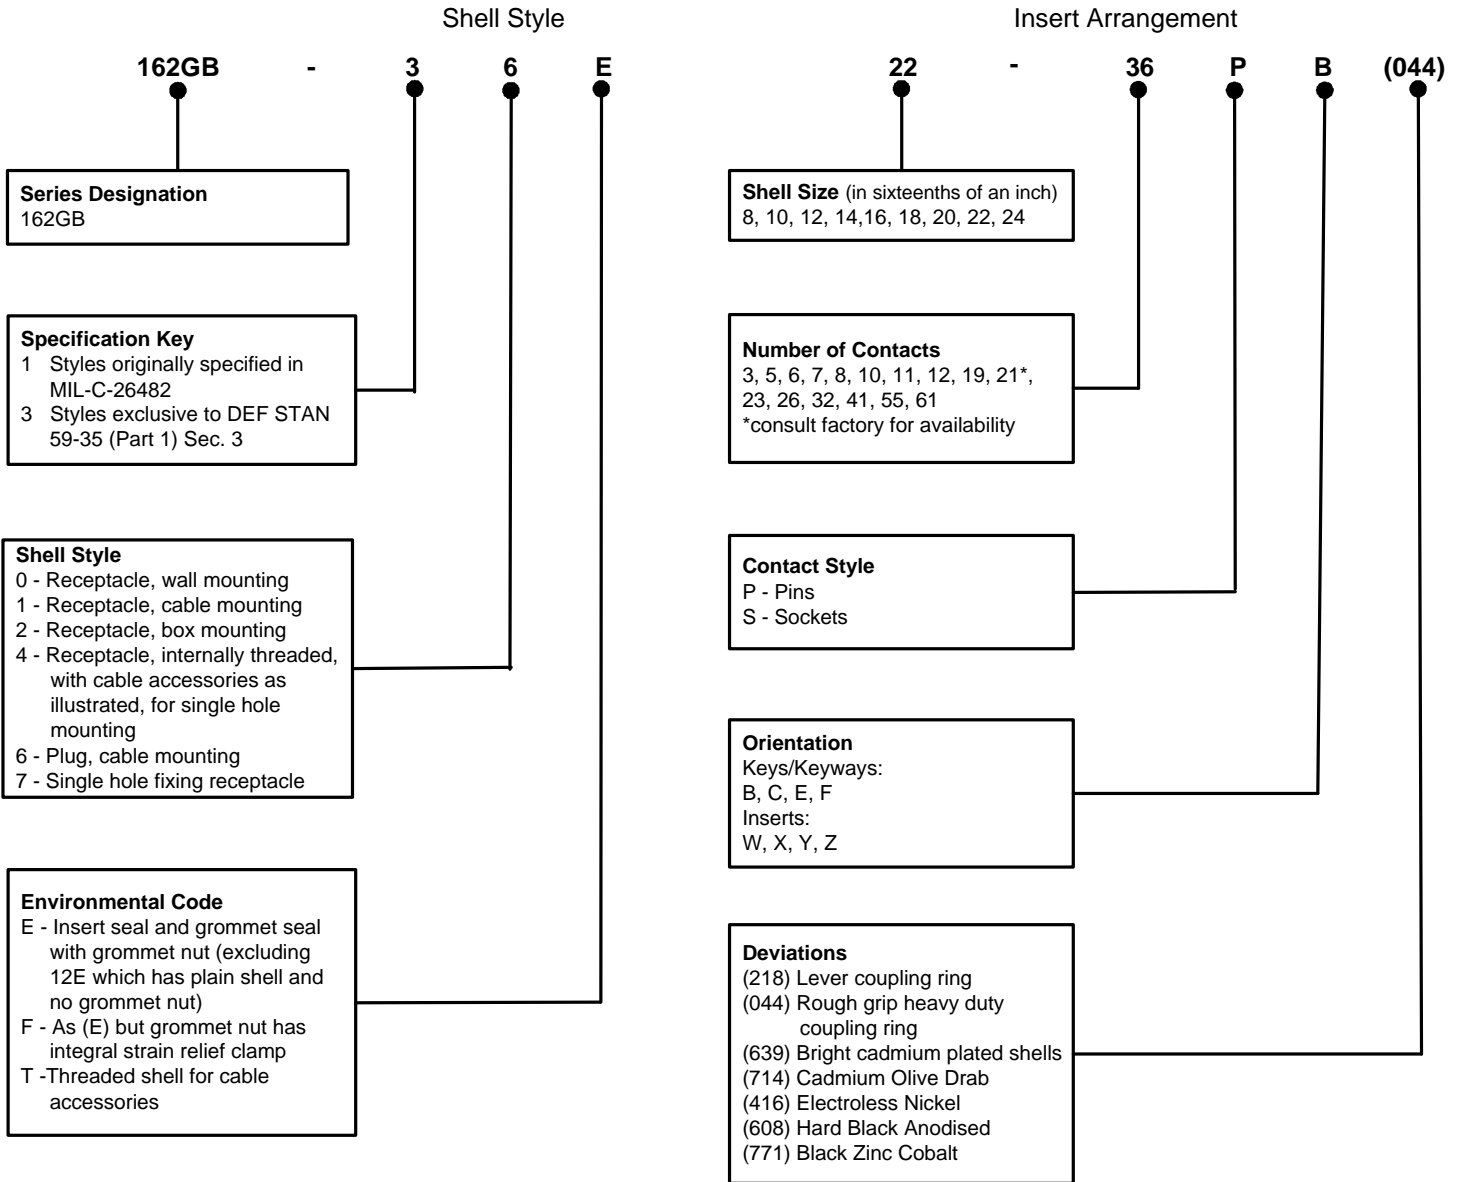 Shell Style
Insert Arrangement
162GB - 3 6 E
22 - 36 P B (044)
Series Designation
162GB
Specification Key
1 Styles originally specified in
MIL-C-26482
3 Styles exclusive to DEF STAN
59-35 (Part 1) Sec. 3
Shell Style
0 - Receptacle, wall mounting
1 - Receptacle, cable mounting
2 - Receptacle, box mounting
4 - Receptacle, internally threaded,
with cable accessories as
illustrated, for single hole
mounting
6 - Plug, cable mounting
7 - Single hole fixing receptacle
Environmental Code
E - Insert seal and grommet seal
with grommet nut (excluding
12E which has plain shell and
no grommet nut)
F - As (E) but grommet nut has
integral strain relief clamp
T -Threaded shell for cable
accessories
Shell Size (in sixteenths of an inch)
8, 10, 12, 14,16, 18, 20, 22, 24
Number of Contacts
3, 5, 6, 7, 8, 10, 11, 12, 19, 21*,
23, 26, 32, 41, 55, 61
*consult factory for availability
Contact Style
P - Pins
S - Sockets
Orientation
Keys/Keyways:
B, C, E, F
Inserts:
W, X, Y, Z
Deviations
(218) Lever coupling ring
(044) Rough grip heavy duty
coupling ring
(639) Bright cadmium plated shells
(714) Cadmium Olive Drab
(416) Electroless Nickel
(608) Hard Black Anodised
(771) Black Zinc Cobalt